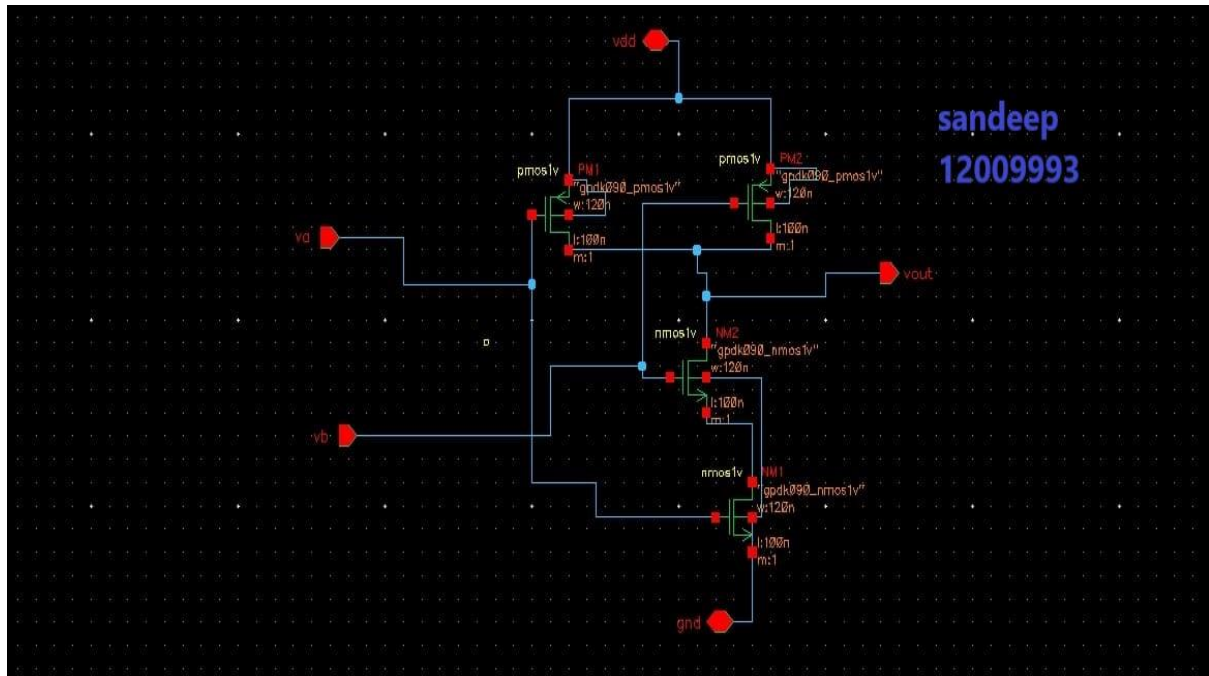 vdd
sandeep
12009993
pmos1v PM1
"gpdk090_pmos1v"
w:120n
l:100n
m:1
pmos1v PM2
"gpdk090_pmos1v"
w:120n
l:100n
m:1
va
vout
nmos1v NM2
"gpdk090_nmos1v"
w:120n
l:100n
m:1
vb
nmos1v NM1
"gpdk090_nmos1v"
w:120n
l:100n
m:1
gnd